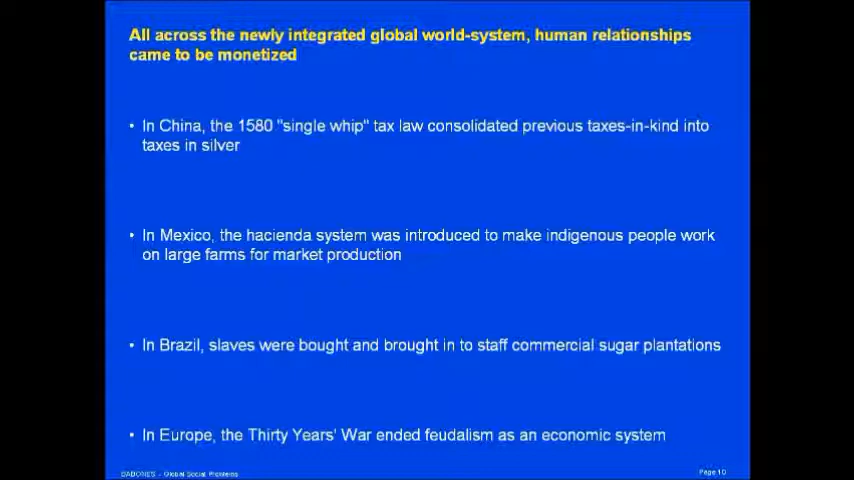 All across the newly integrated global world-system, human relationships
came to be monetized
• In China, the 1580 "single whip" tax law consolidated previous taxes-in-kind into
taxes in silver
• In Mexico, the hacienda system was introduced to make indigenous people work
on large farms for market production
• In Brazil, slaves were bought and brought in to staff commercial sugar plantations
• In Europe, the Thirty Years' War ended feudalism as an economic system
BABONES - Global Social Problems
Page 10